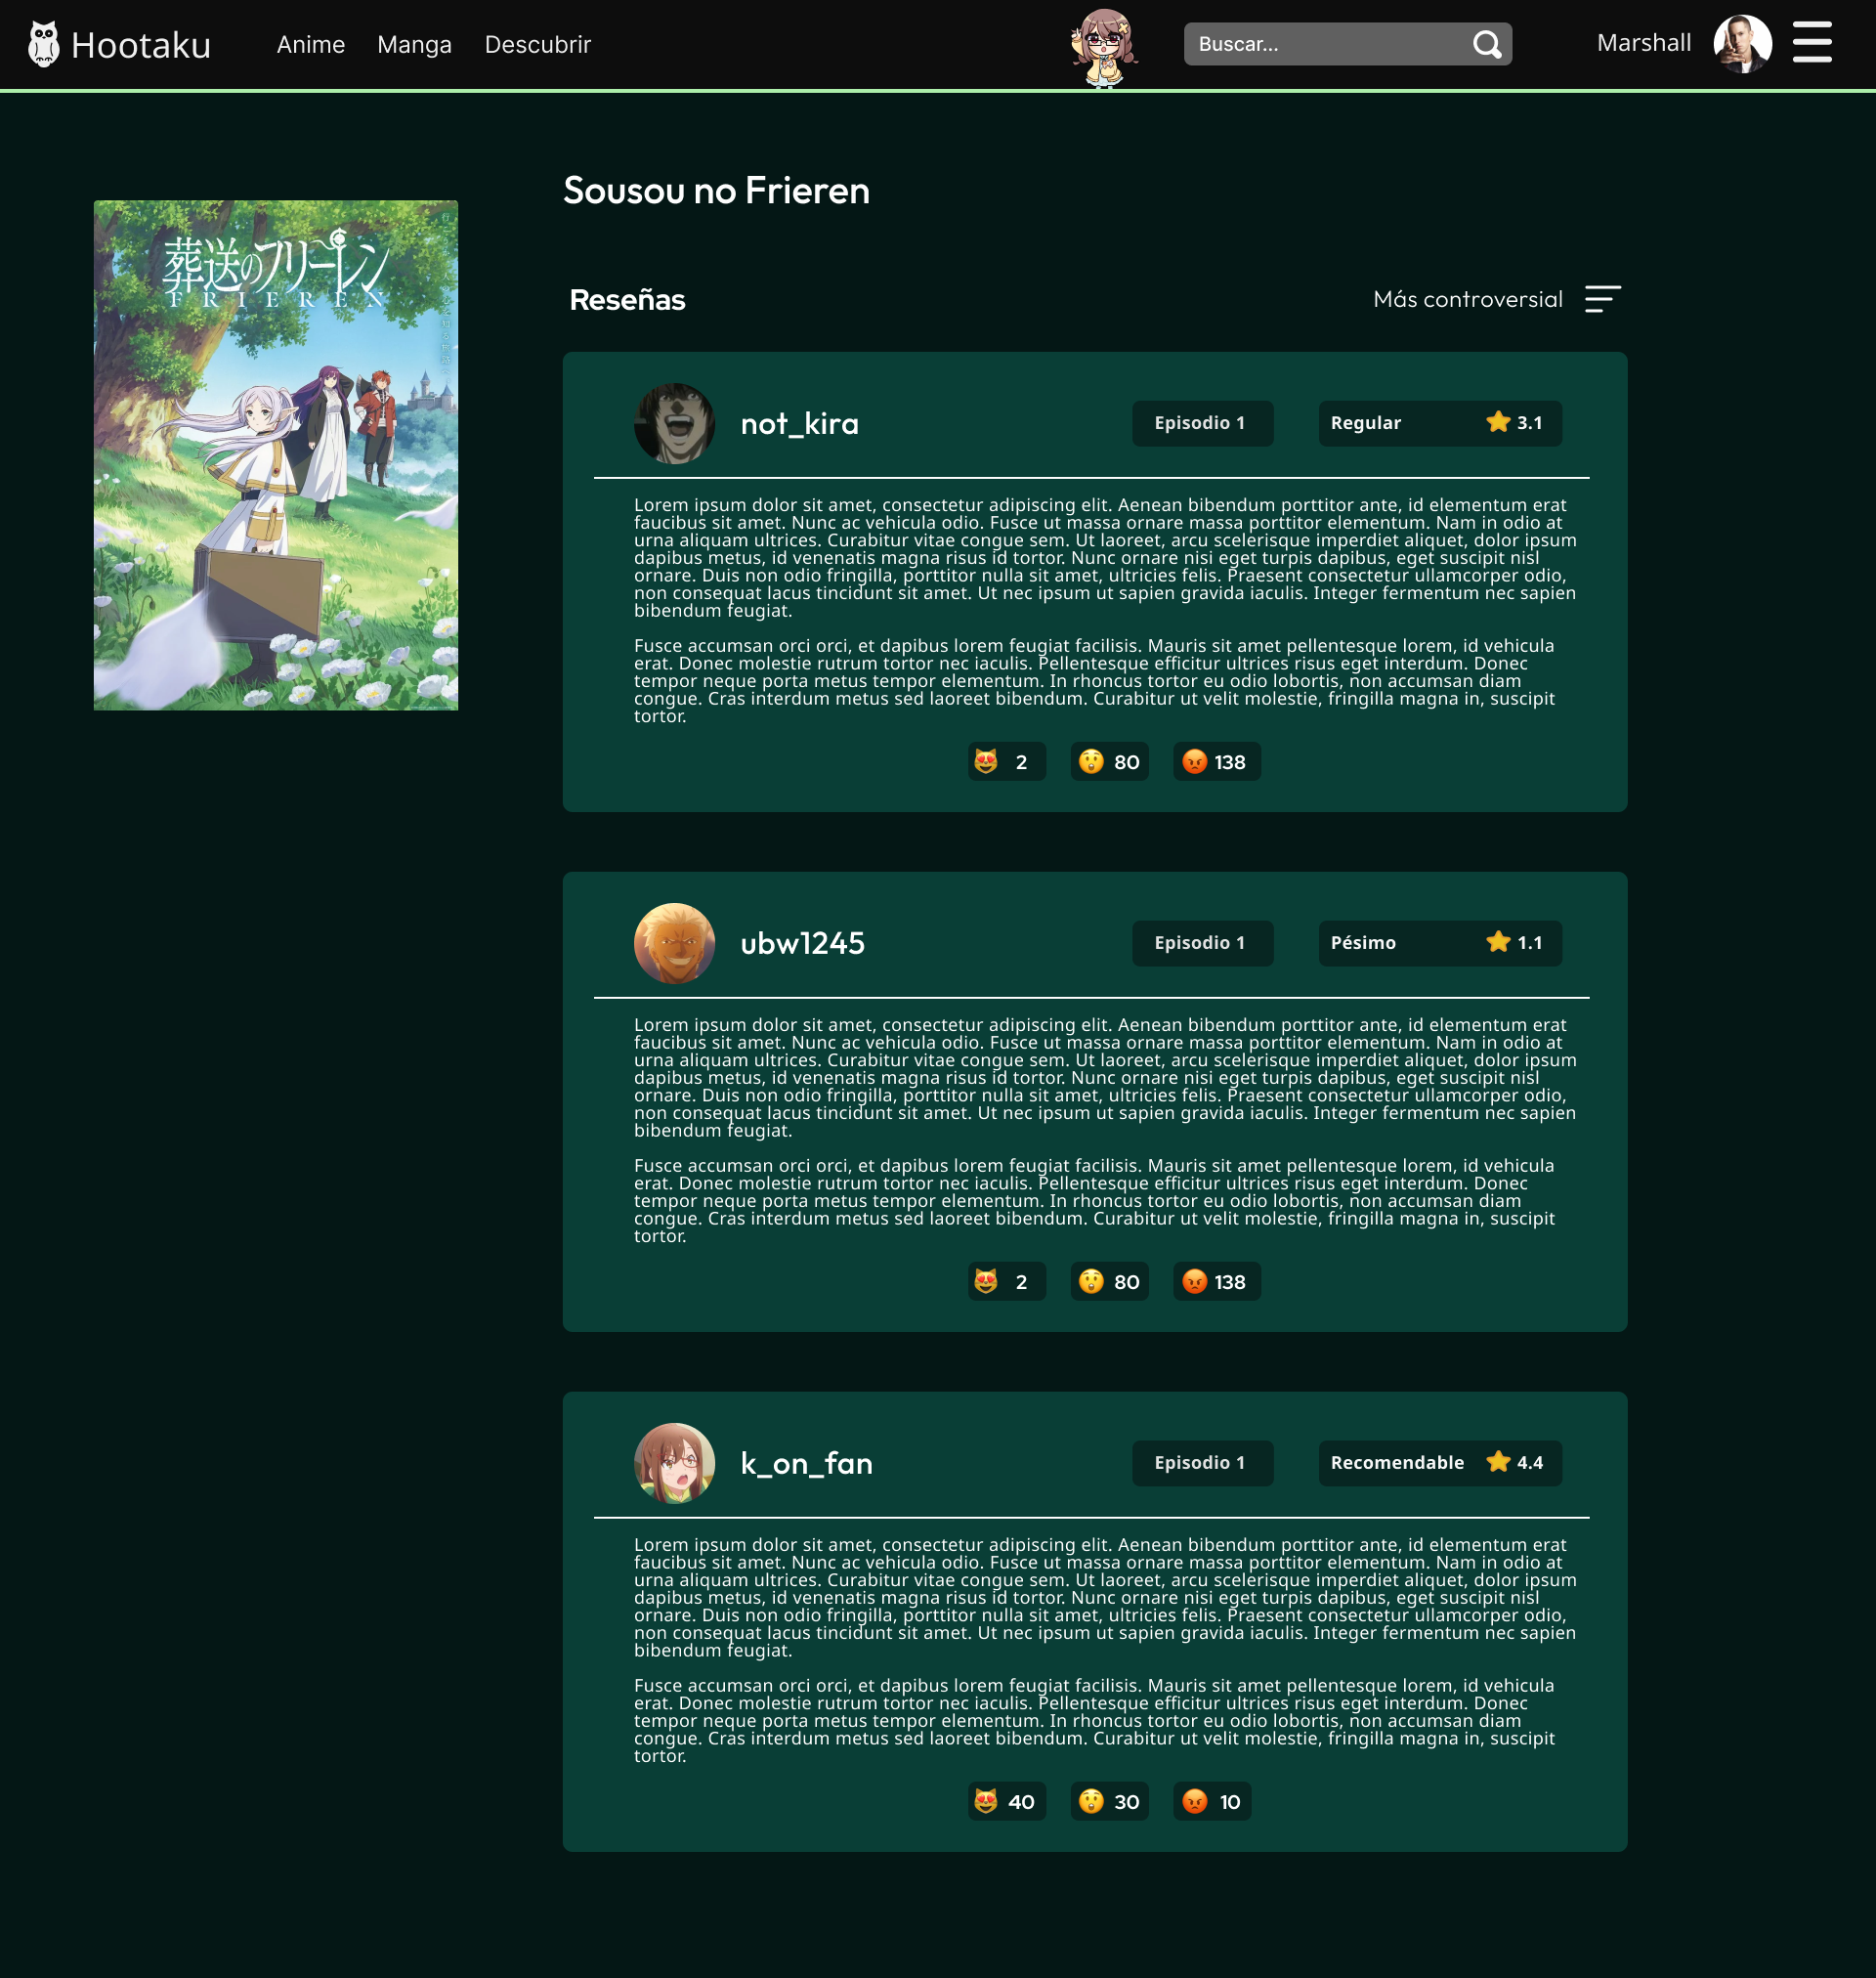 Hootaku
Anime
Manga
Descubrir
Buscar...
Marshall
Sousou no Frieren
葬送のフリーレン
FRIEREN
Reseñas
Más controversial
not_kira
Episodio 1
Regular
3.1
Lorem ipsum dolor sit amet, consectetur adipiscing elit. Aenean bibendum porttitor ante, id elementum erat
faucibus sit amet. Nunc ac vehicula odio. Fusce ut massa ornare massa porttitor elementum. Nam in odio at
urna aliquam ultrices. Curabitur vitae congue sem. Ut laoreet, arcu scelerisque imperdiet aliquet, dolor ipsum
dapibus metus, id venenatis magna risus id tortor. Nunc ornare nisi eget turpis dapibus, eget suscipit nisl
ornare. Duis non odio fringilla, porttitor nulla sit amet, ultricies felis. Praesent consectetur ullamcorper odio,
non consequat lacus tincidunt sit amet. Ut nec ipsum ut sapien gravida iaculis. Integer fermentum nec sapien
bibendum feugiat.
Fusce accumsan orci orci, et dapibus lorem feugiat facilisis. Mauris sit amet pellentesque lorem, id vehicula
erat. Donec molestie rutrum tortor nec iaculis. Pellentesque efficitur ultrices risus eget interdum. Donec
tempor neque porta metus tempor elementum. In rhoncus tortor eu odio lobortis, non accumsan diam
congue. Cras interdum metus sed laoreet bibendum. Curabitur ut velit molestie, fringilla magna in, suscipit
tortor.
2
80
138
ubw1245
Episodio 1
Pésimo
1.1
Lorem ipsum dolor sit amet, consectetur adipiscing elit. Aenean bibendum porttitor ante, id elementum erat
faucibus sit amet. Nunc ac vehicula odio. Fusce ut massa ornare massa porttitor elementum. Nam in odio at
urna aliquam ultrices. Curabitur vitae congue sem. Ut laoreet, arcu scelerisque imperdiet aliquet, dolor ipsum
dapibus metus, id venenatis magna risus id tortor. Nunc ornare nisi eget turpis dapibus, eget suscipit nisl
ornare. Duis non odio fringilla, porttitor nulla sit amet, ultricies felis. Praesent consectetur ullamcorper odio,
non consequat lacus tincidunt sit amet. Ut nec ipsum ut sapien gravida iaculis. Integer fermentum nec sapien
bibendum feugiat.
Fusce accumsan orci orci, et dapibus lorem feugiat facilisis. Mauris sit amet pellentesque lorem, id vehicula
erat. Donec molestie rutrum tortor nec iaculis. Pellentesque efficitur ultrices risus eget interdum. Donec
tempor neque porta metus tempor elementum. In rhoncus tortor eu odio lobortis, non accumsan diam
congue. Cras interdum metus sed laoreet bibendum. Curabitur ut velit molestie, fringilla magna in, suscipit
tortor.
2
80
138
k_on_fan
Episodio 1
Recomendable
4.4
Lorem ipsum dolor sit amet, consectetur adipiscing elit. Aenean bibendum porttitor ante, id elementum erat
faucibus sit amet. Nunc ac vehicula odio. Fusce ut massa ornare massa porttitor elementum. Nam in odio at
urna aliquam ultrices. Curabitur vitae congue sem. Ut laoreet, arcu scelerisque imperdiet aliquet, dolor ipsum
dapibus metus, id venenatis magna risus id tortor. Nunc ornare nisi eget turpis dapibus, eget suscipit nisl
ornare. Duis non odio fringilla, porttitor nulla sit amet, ultricies felis. Praesent consectetur ullamcorper odio,
non consequat lacus tincidunt sit amet. Ut nec ipsum ut sapien gravida iaculis. Integer fermentum nec sapien
bibendum feugiat.
Fusce accumsan orci orci, et dapibus lorem feugiat facilisis. Mauris sit amet pellentesque lorem, id vehicula
erat. Donec molestie rutrum tortor nec iaculis. Pellentesque efficitur ultrices risus eget interdum. Donec
tempor neque porta metus tempor elementum. In rhoncus tortor eu odio lobortis, non accumsan diam
congue. Cras interdum metus sed laoreet bibendum. Curabitur ut velit molestie, fringilla magna in, suscipit
tortor.
40
30
10